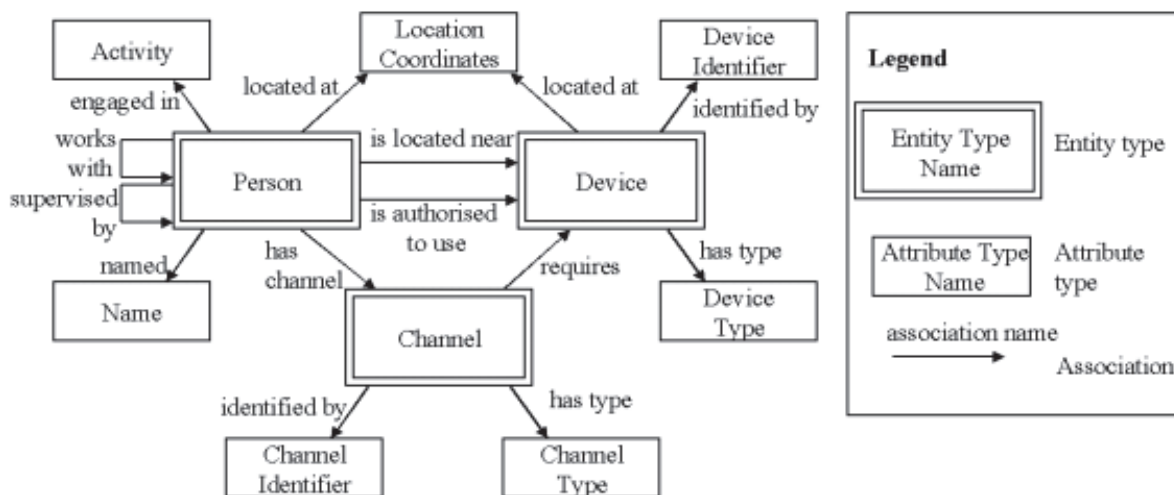 Activity
Location
Coordinates
Device
Identifier
engaged in
located at
located at
identified by
works
with
supervised
by
Person
is located near
is authorised
to use
Device
named
has
channel
requires
has type
Name
Channel
Device
Type
identified by
has type
Channel
Identifier
Channel
Type
Legend
Entity Type
Name
Entity type
Attribute Type
Name
Attribute
type
association name
Association